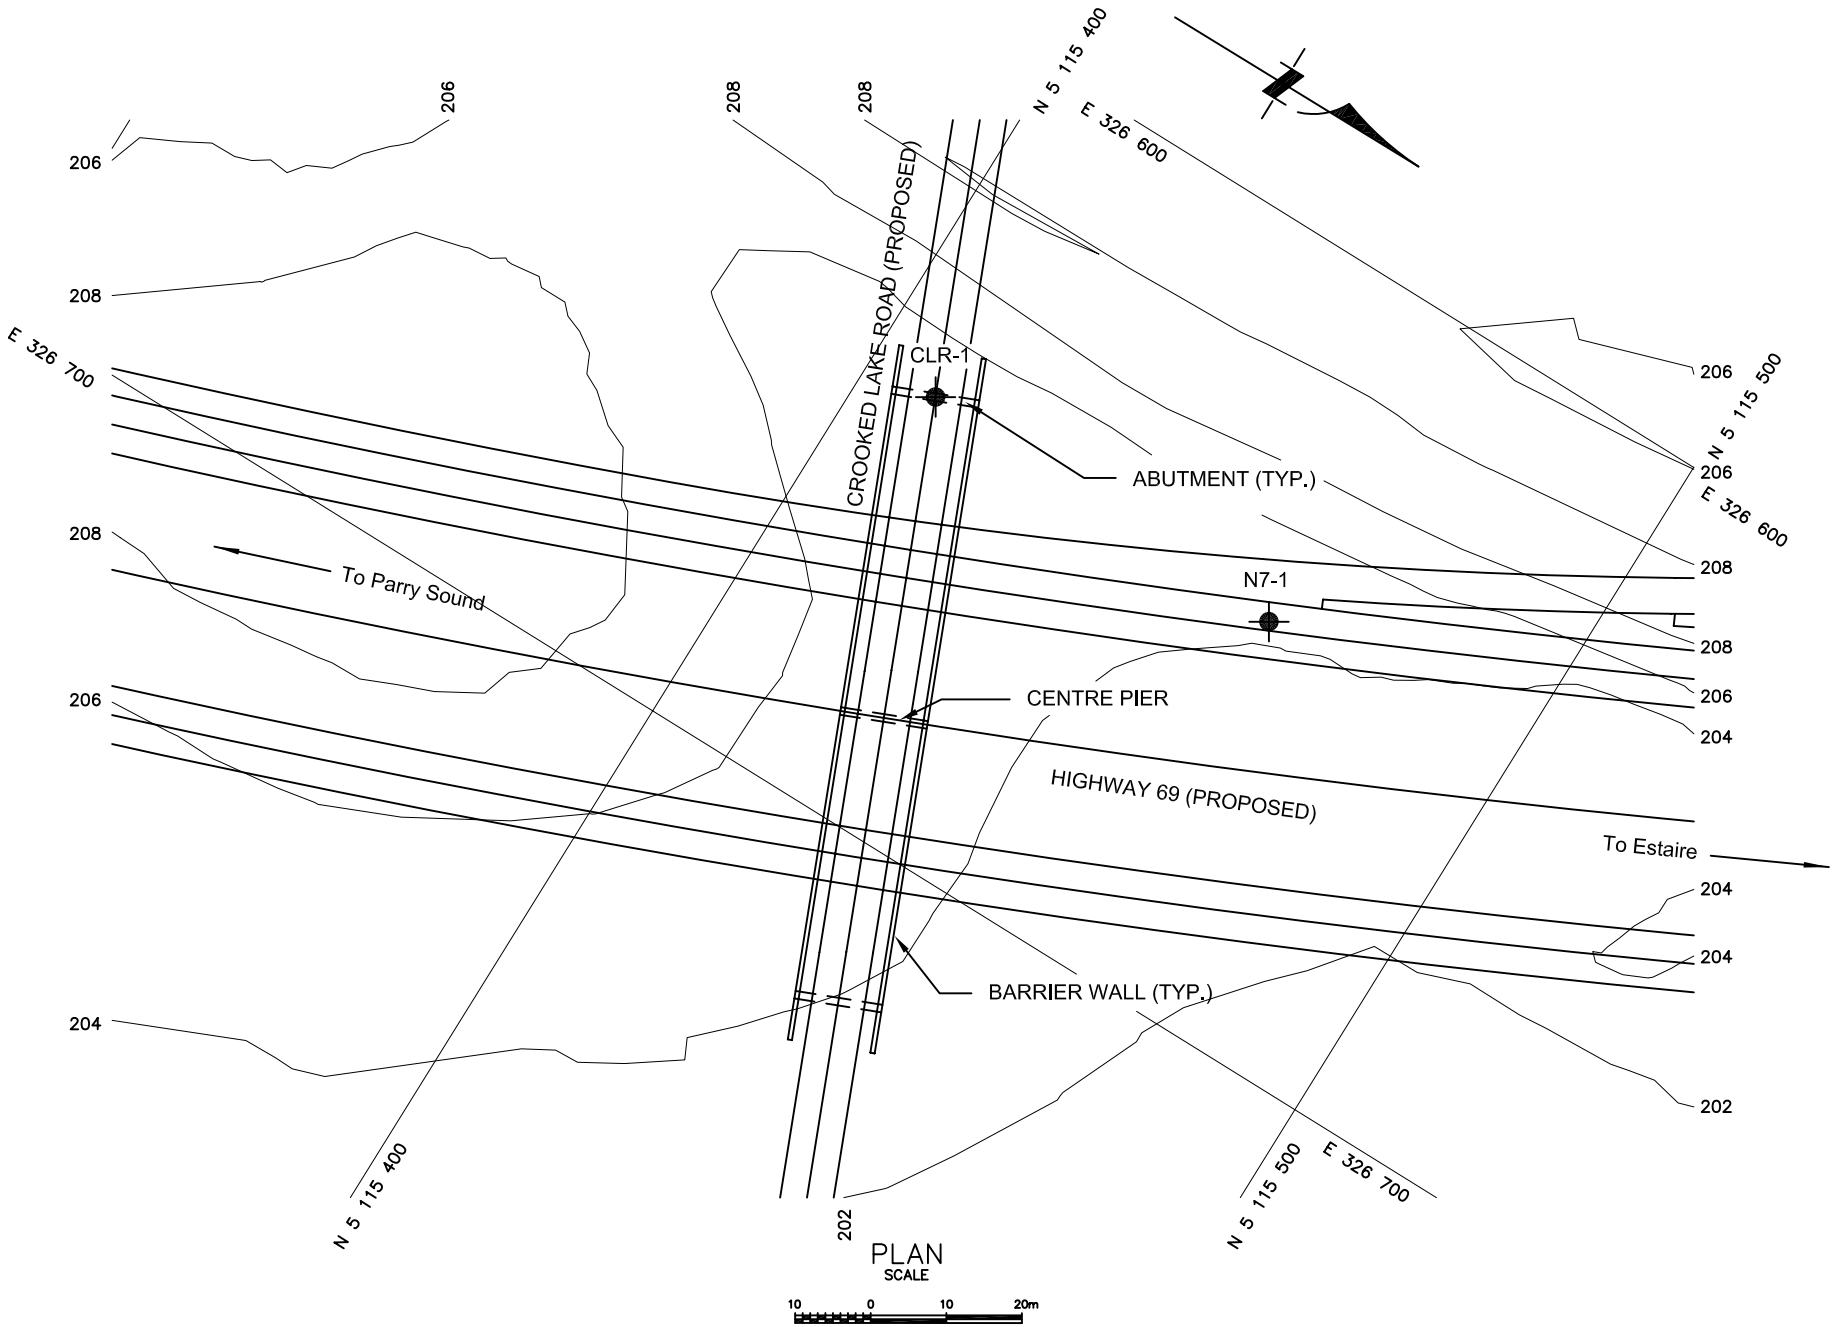 N 5 115 400
E 326 600
206
208
208
206
208
CROOKED LAKE ROAD (PROPOSED)
E 326 700
CLR-1
206
N 5 115 500
206
E 326 600
ABUTMENT (TYP.)
208
208
To Parry Sound
N7-1
208
206
206
CENTRE PIER
204
HIGHWAY 69 (PROPOSED)
To Estaire
204
204
BARRIER WALL (TYP.)
204
202
N 5 115 400
N 5 115 500
E 326 700
202
PLAN
SCALE
10 0 10 20m